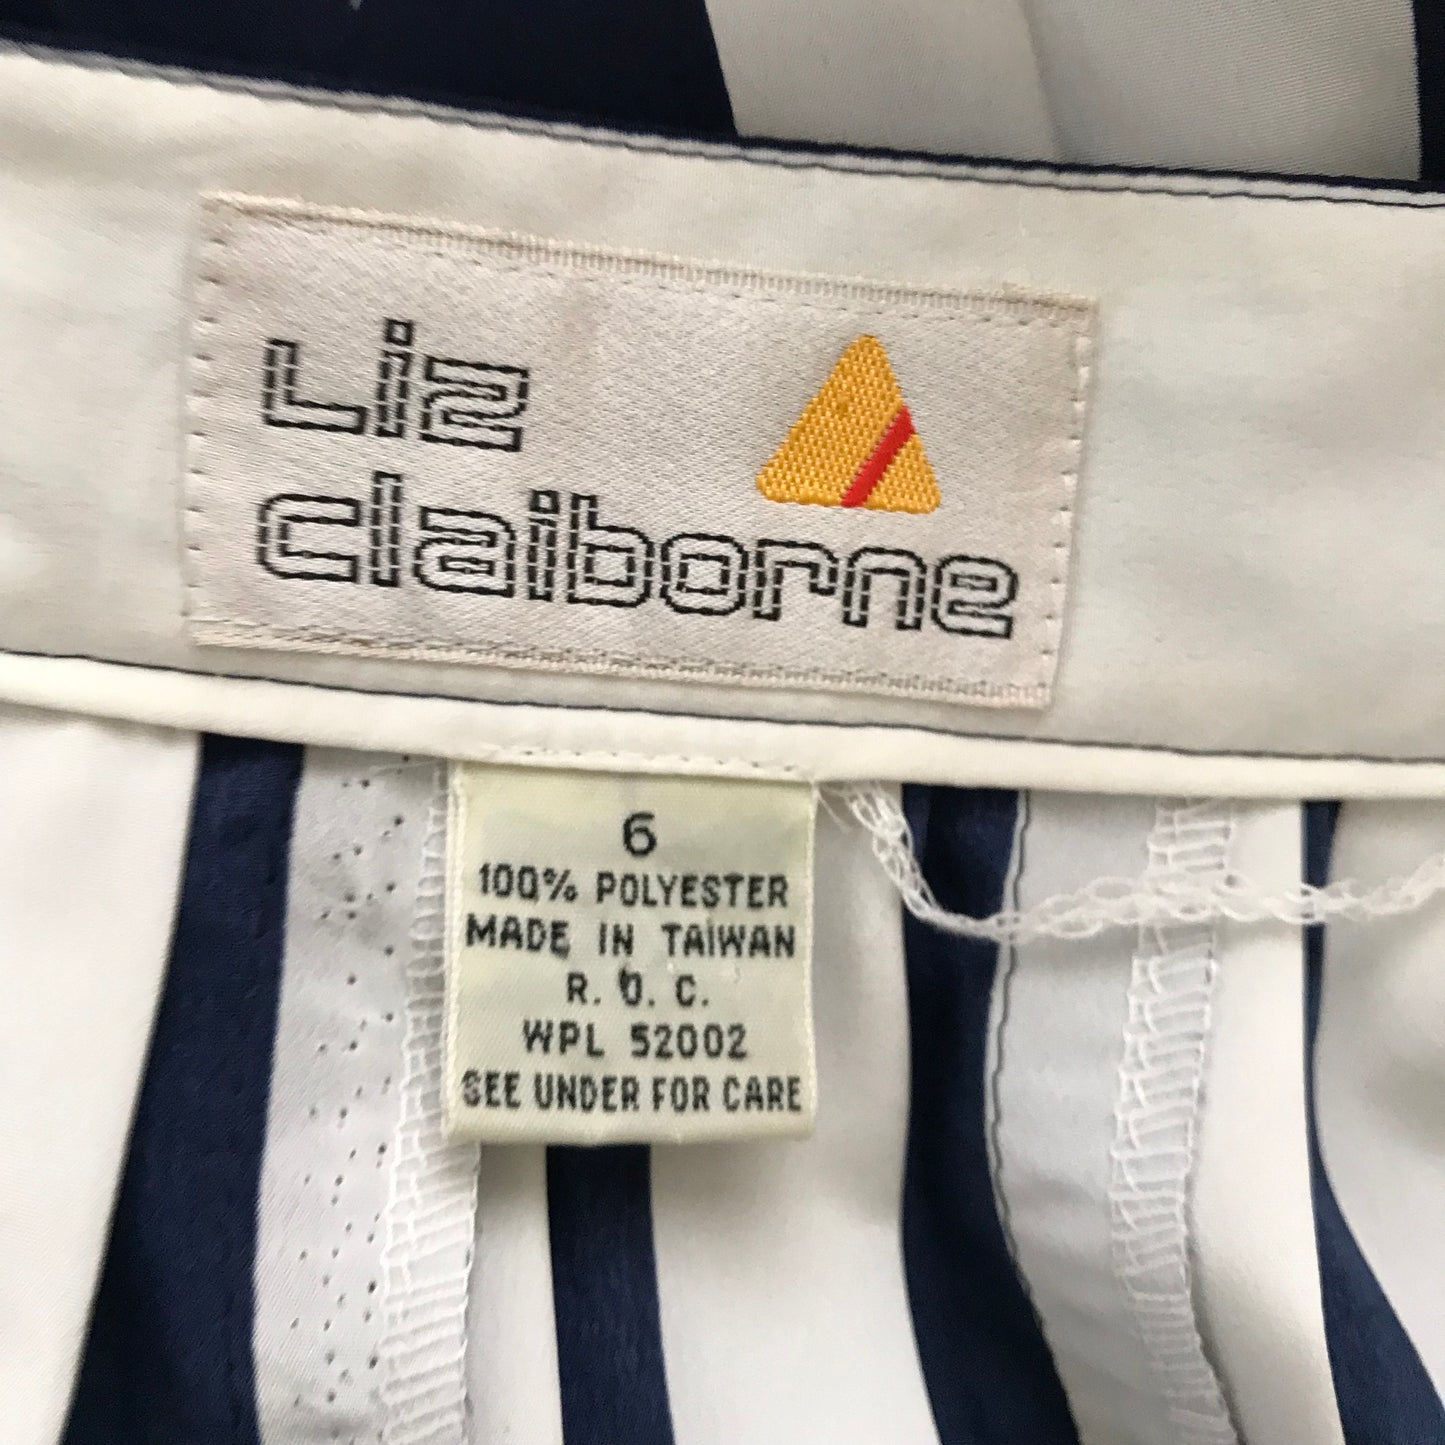 Liz
claiborne
6
100% POLYESTER
MADE IN TAIWAN
R. O. C.
WPL 52002
SEE UNDER FOR CARE